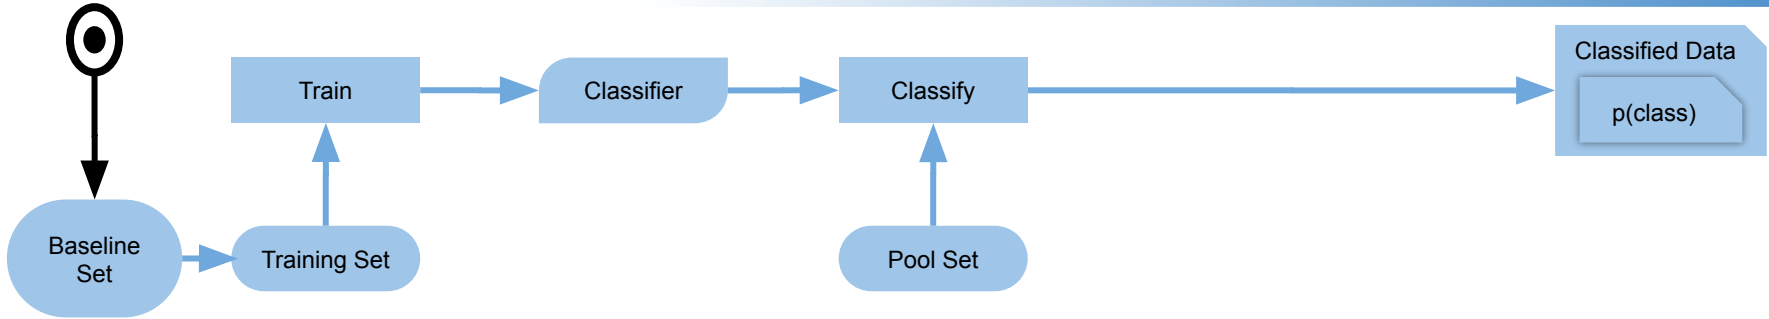 Train
Classifier
Classify
Classified Data
p(class)
Baseline
Set
Training Set
Pool Set